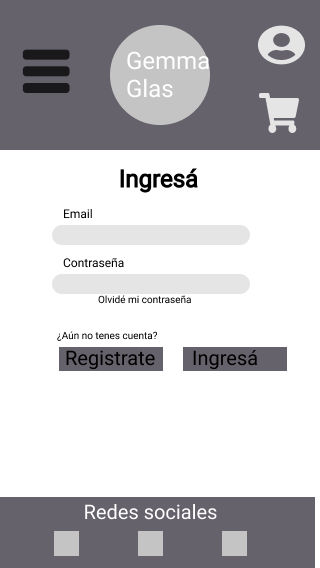 Gemma
Glas
Ingresá
Email
Contraseña
Olvidé mi contraseña
¿Aún no tenes cuenta?
Registrate Ingresá
Redes sociales